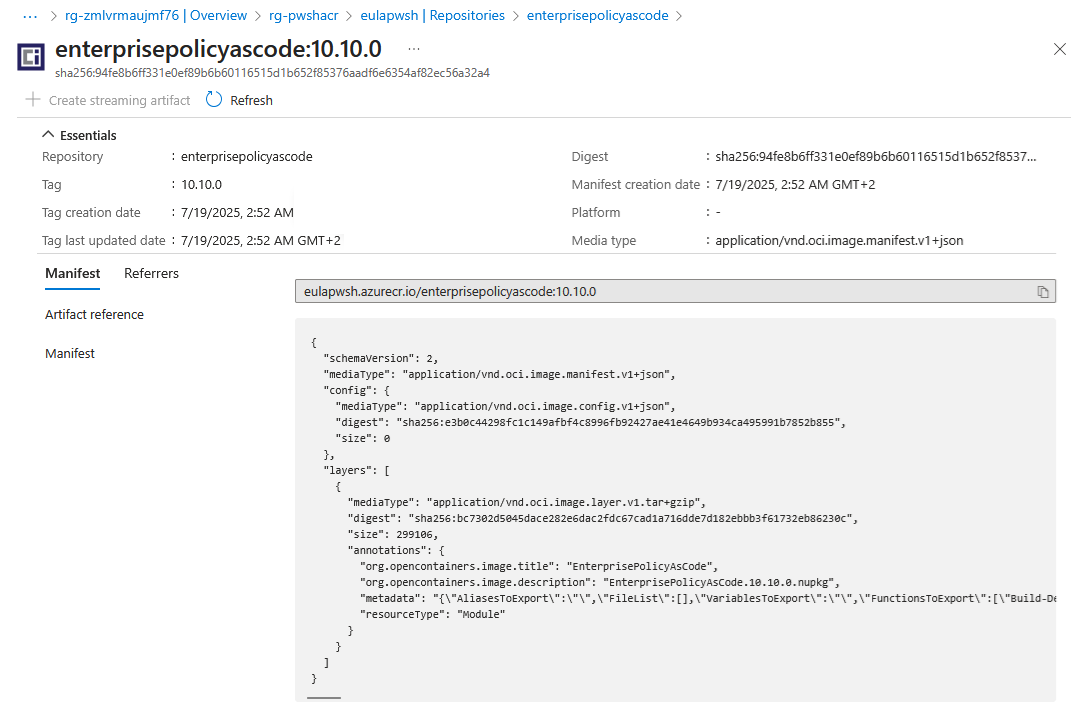 ··· > rg-zmlvrmaujmf76 | Overview > rg-pwshacr > eulapwsh | Repositories > enterprisepolicyascode >
enterprisepolicyascode:10.10.0 ···
sha256:94fe8b6ff331e0ef89b6b60116515d1b652f85376aadf6e6354af82ec56a32a4
Create streaming artifact Refresh
Essentials
Repository : enterprisepolicyascode
Digest : sha256:94fe8b6ff331e0ef89b6b60116515d1b652f8537...
Tag : 10.10.0
Manifest creation date : 7/19/2025, 2:52 AM GMT+2
Tag creation date : 7/19/2025, 2:52 AM
Platform : -
Tag last updated date : 7/19/2025, 2:52 AM GMT+2
Media type : application/vnd.oci.image.manifest.v1+json
Manifest Referrers
Artifact reference
Manifest
eulapwsh.azurecr.io/enterprisepolicyascode:10.10.0
{
"schemaVersion": 2,
"mediaType": "application/vnd.oci.image.manifest.v1+json",
"config": {
"mediaType": "application/vnd.oci.image.config.v1+json",
"digest": "sha256:e3b0c44298fc1c149afbf4c8996fb92427ae41e4649b934ca495991b7852b855",
"size": 0
},
"layers": [
{
"mediaType": "application/vnd.oci.image.layer.v1.tar+gzip",
"digest": "sha256:bc7302d5045dace282e6dac2fdc67cad1a716dde7d182ebbb3f61732eb86230c",
"size": 299106,
"annotations": {
"org.opencontainers.image.title": "EnterprisePolicyAsCode",
"org.opencontainers.image.description": "EnterprisePolicyAsCode.10.10.0.nupkg",
"metadata": "{\"AliasesToExport\":\"\",\"FileList\":[],\"VariablesToExport\":\"\",\"FunctionsToExport\":[\"Build-De
"resourceType": "Module"
}
}
]
}